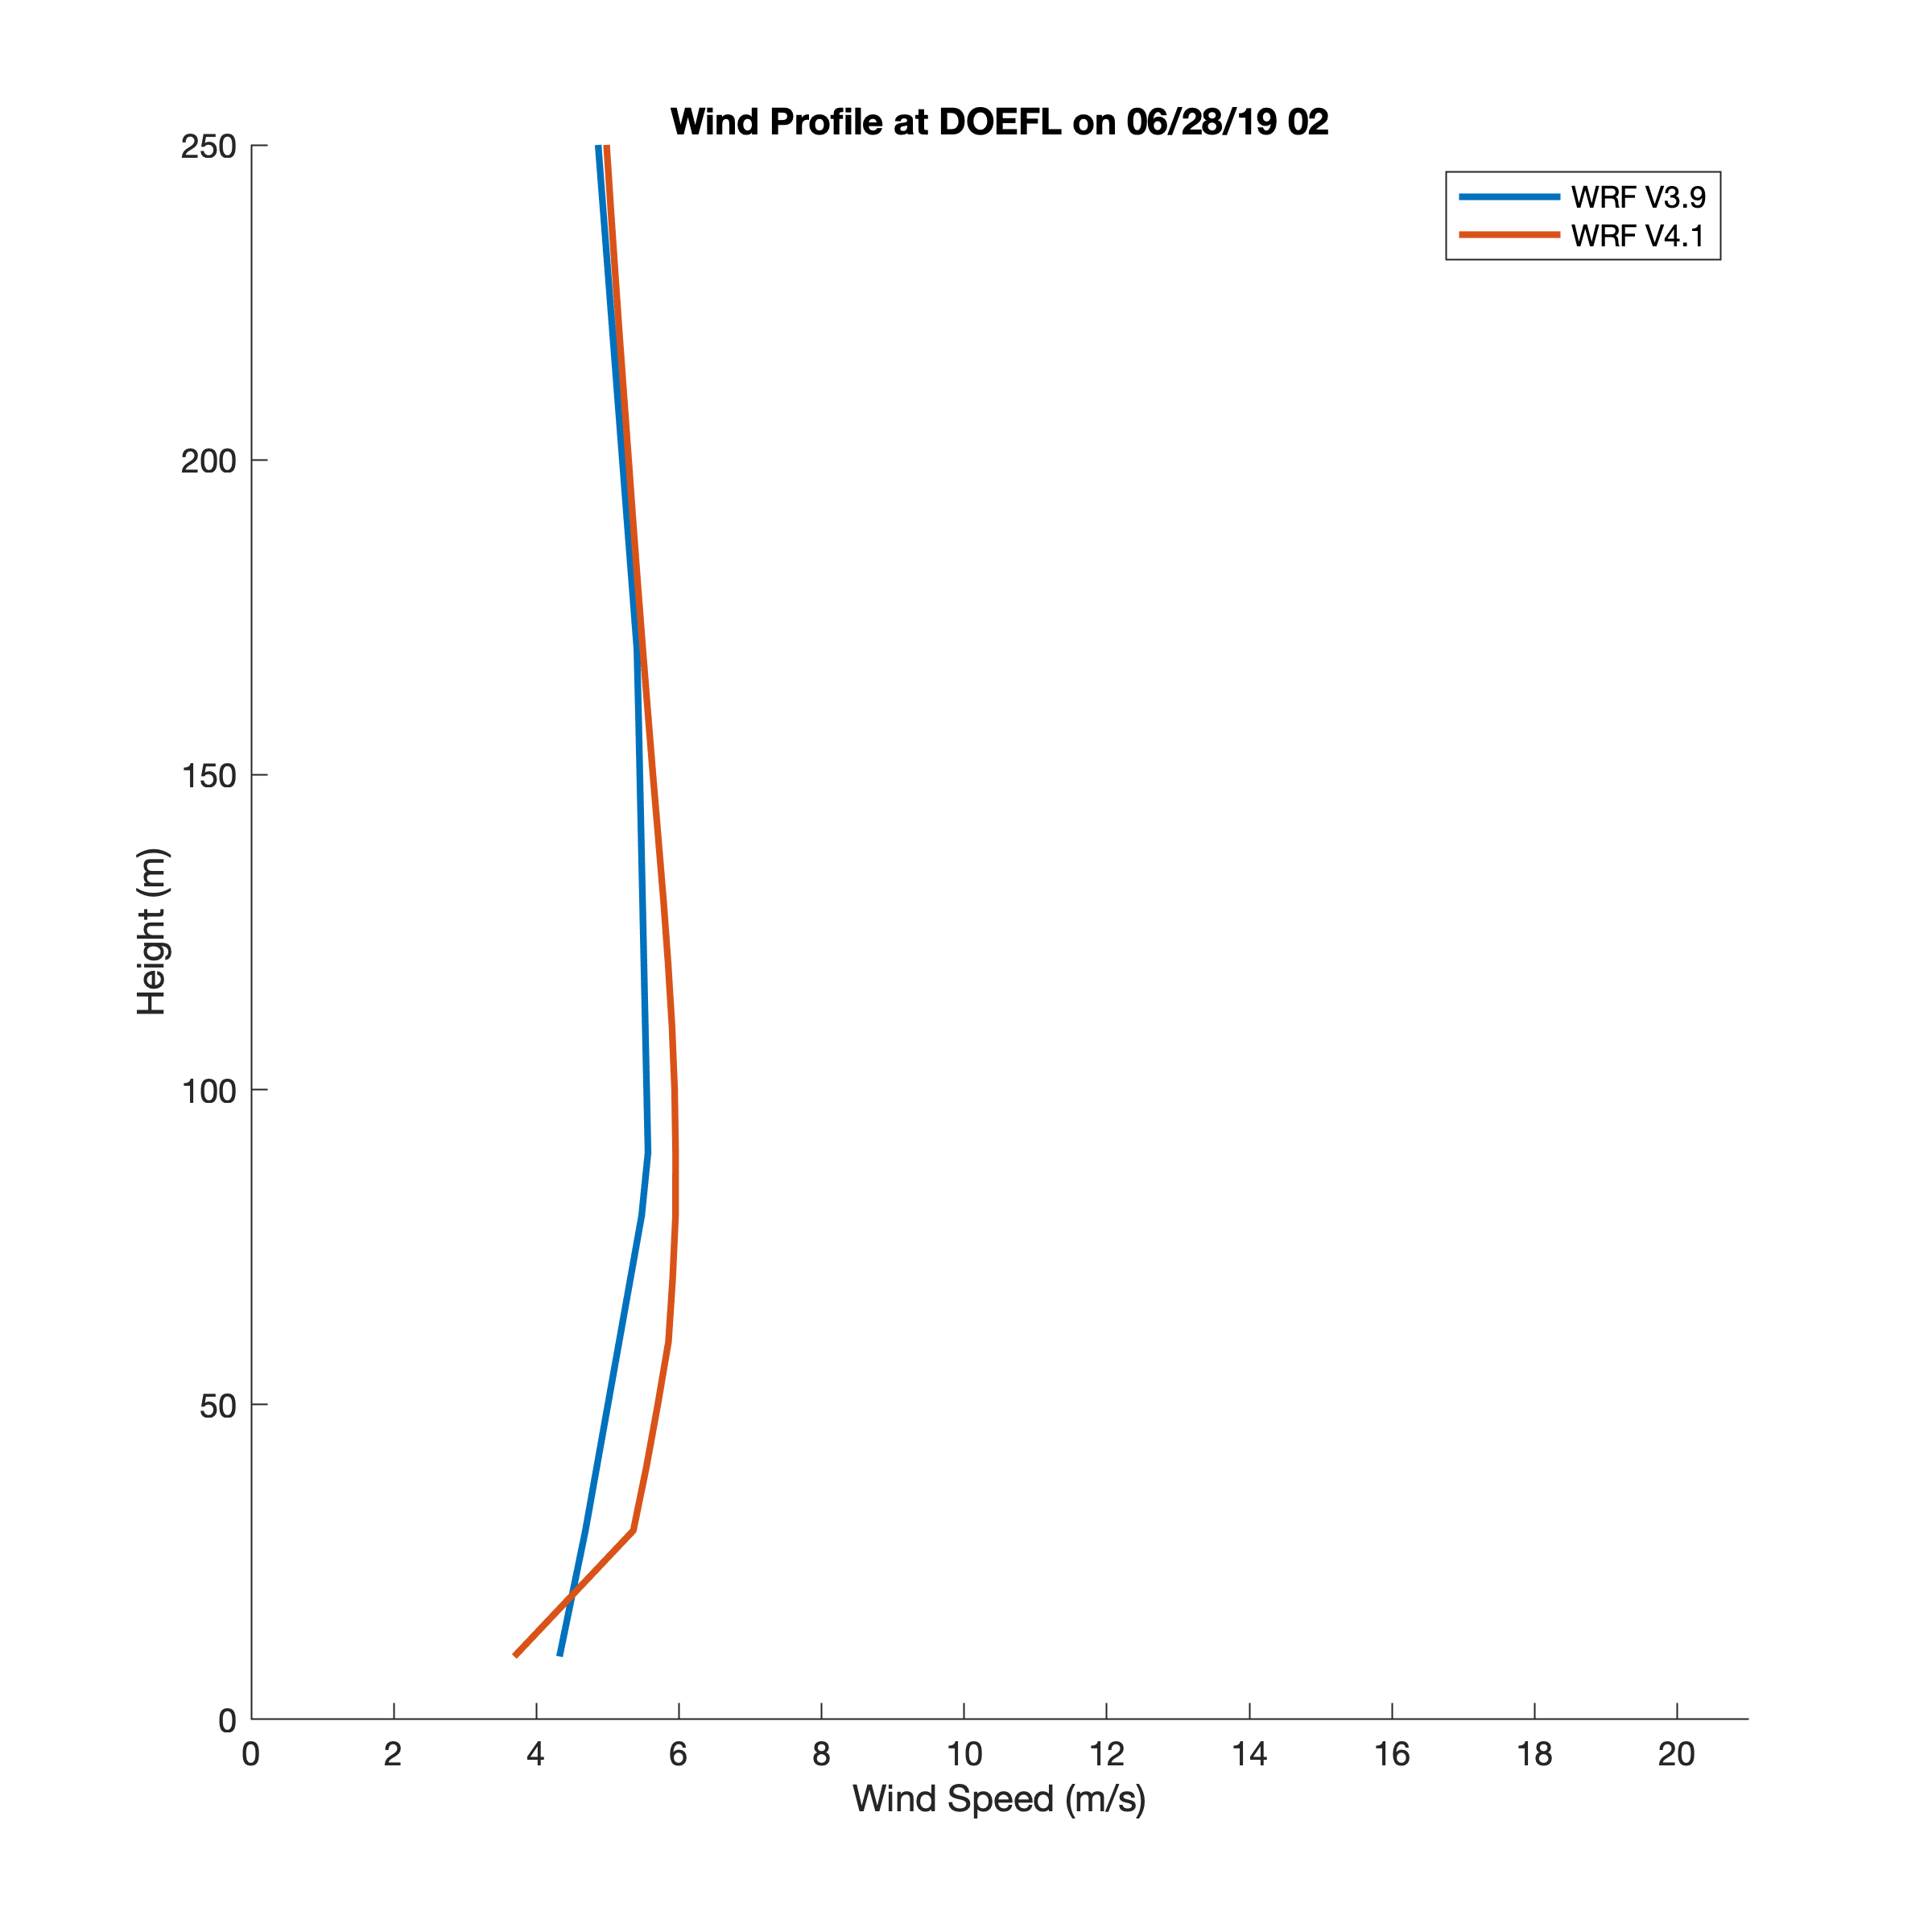 Wind Profile at DOEFL on 06/28/19 02
WRF V3.9
WRF V4.1
250
200
150
100
50
0
Height (m)
0 2 4 6 8 10 12 14 16 18 20
Wind Speed (m/s)